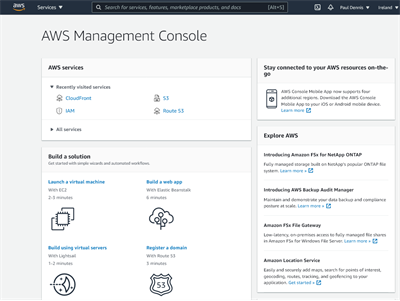 aws
Services ▾
Search for services, features, marketplace products, and docs
[Alt+S]
Paul Dennis ▾
Ireland ▾
AWS Management Console
AWS services
▾ Recently visited services
CloudFront
S3
IAM
Route 53
▸ All services
Build a solution
Get started with simple wizards and automated workflows.
Launch a virtual machine
With EC2
2-3 minutes
Build a web app
With Elastic Beanstalk
6 minutes
Build using virtual servers
With Lightsail
1-2 minutes
Register a domain
With Route 53
3 minutes
53
Stay connected to your AWS resources on-the-
go
AWS Console Mobile App now supports four
additional regions. Download the AWS Console
Mobile App to your iOS or Android mobile device.
Learn more
Explore AWS
Introducing Amazon FSx for NetApp ONTAP
Fully-managed storage built on NetApp's popular ONTAP file
system. Learn more »
Introducing AWS Backup Audit Manager
Maintain and demonstrate your data backup and compliance
posture at scale. Learn more »
Amazon FSx File Gateway
Low-latency, on-premises access to fully managed file shares
in Amazon FSx for Windows File Server. Learn more »
Amazon Location Service
Easily and securely add maps, search for points of interest,
geocoding, routes, tracking, and geofencing to your
application. Get started »